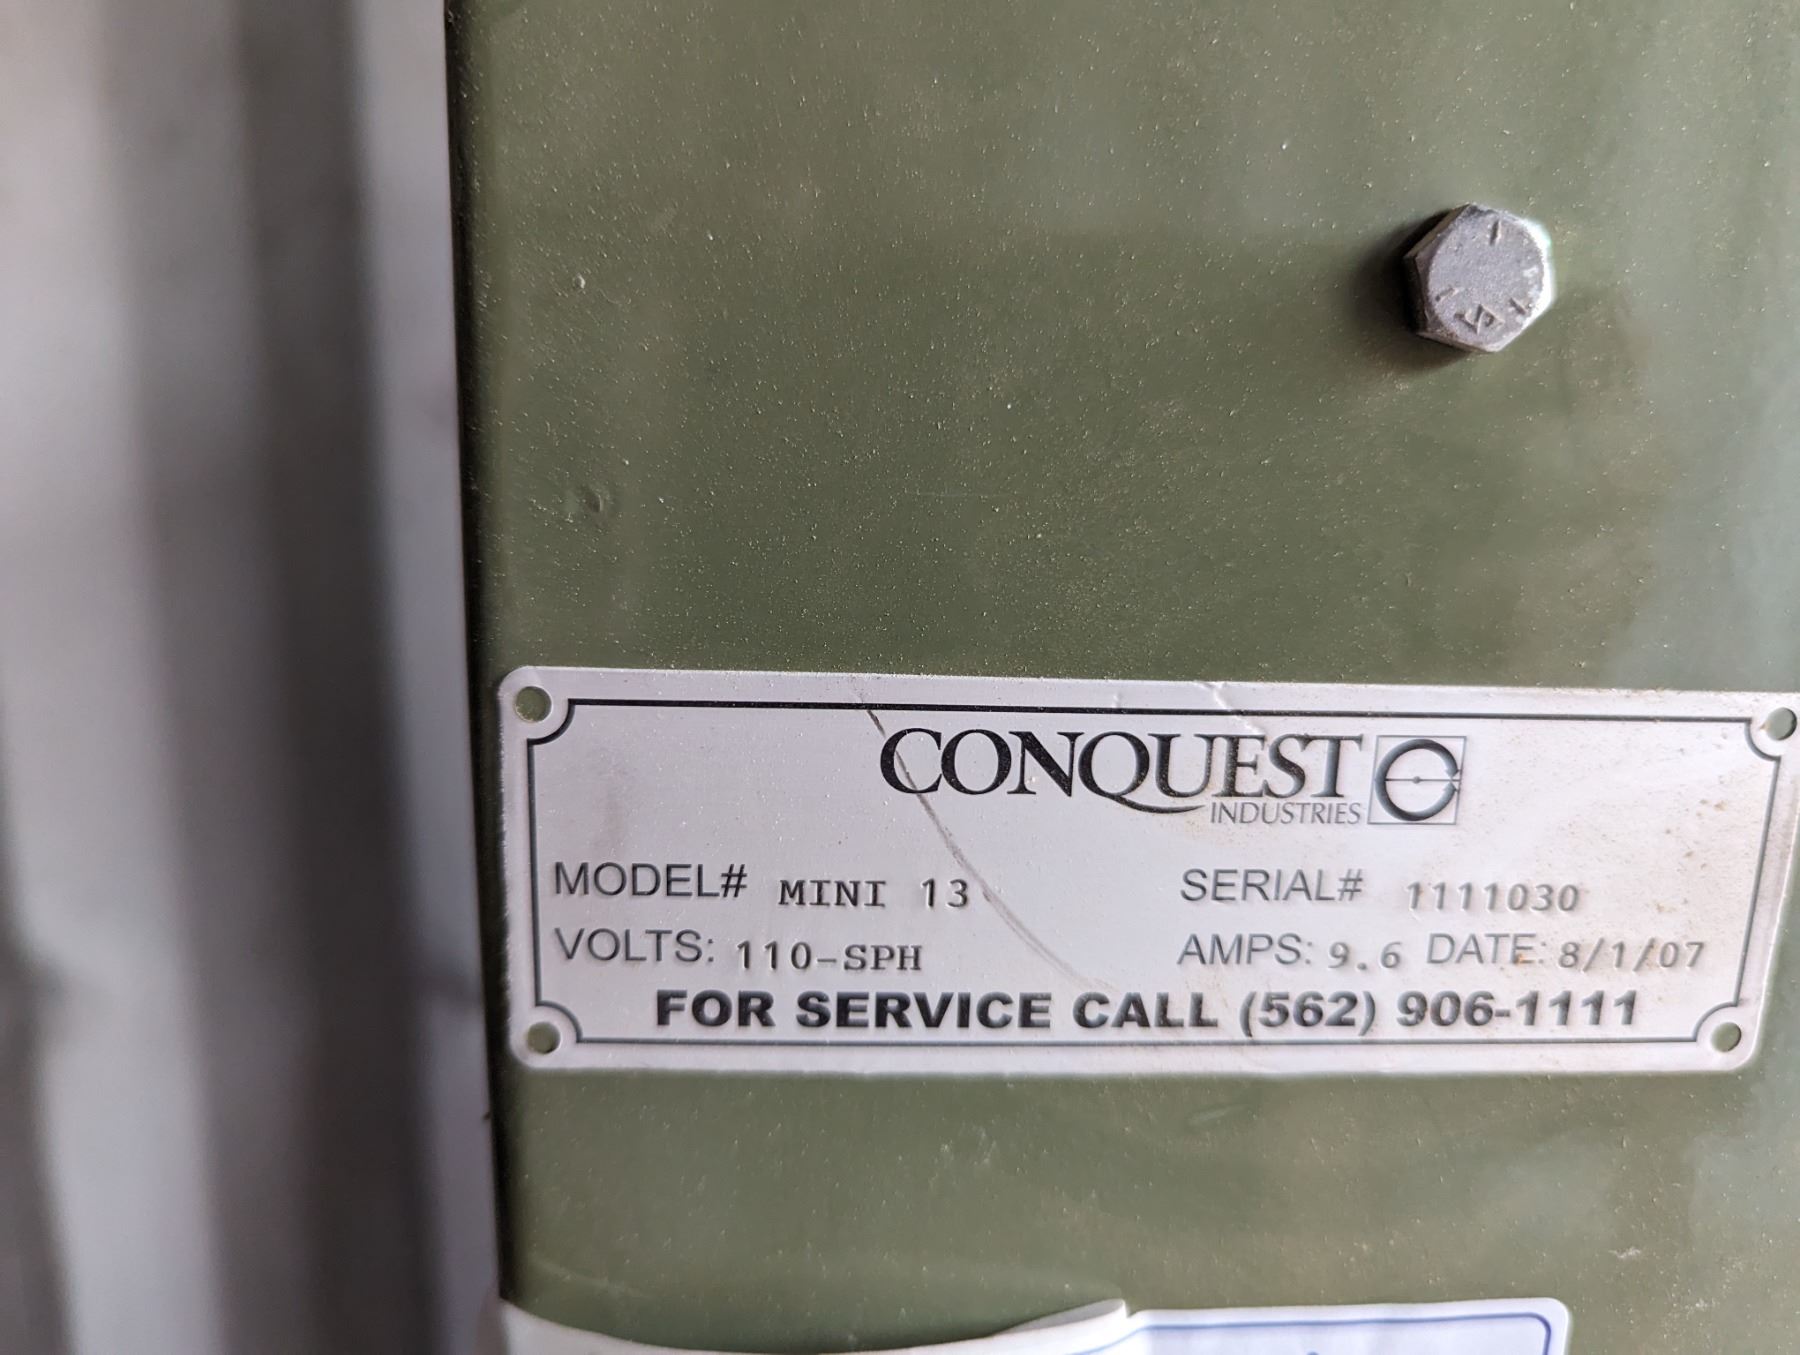 CONQUEST
INDUSTRIES
MODEL# MINI 13 SERIAL# 1111030
VOLTS: 110-SPH AMPS: 9.6 DATE: 8/1/07
FOR SERVICE CALL (562) 906-1111